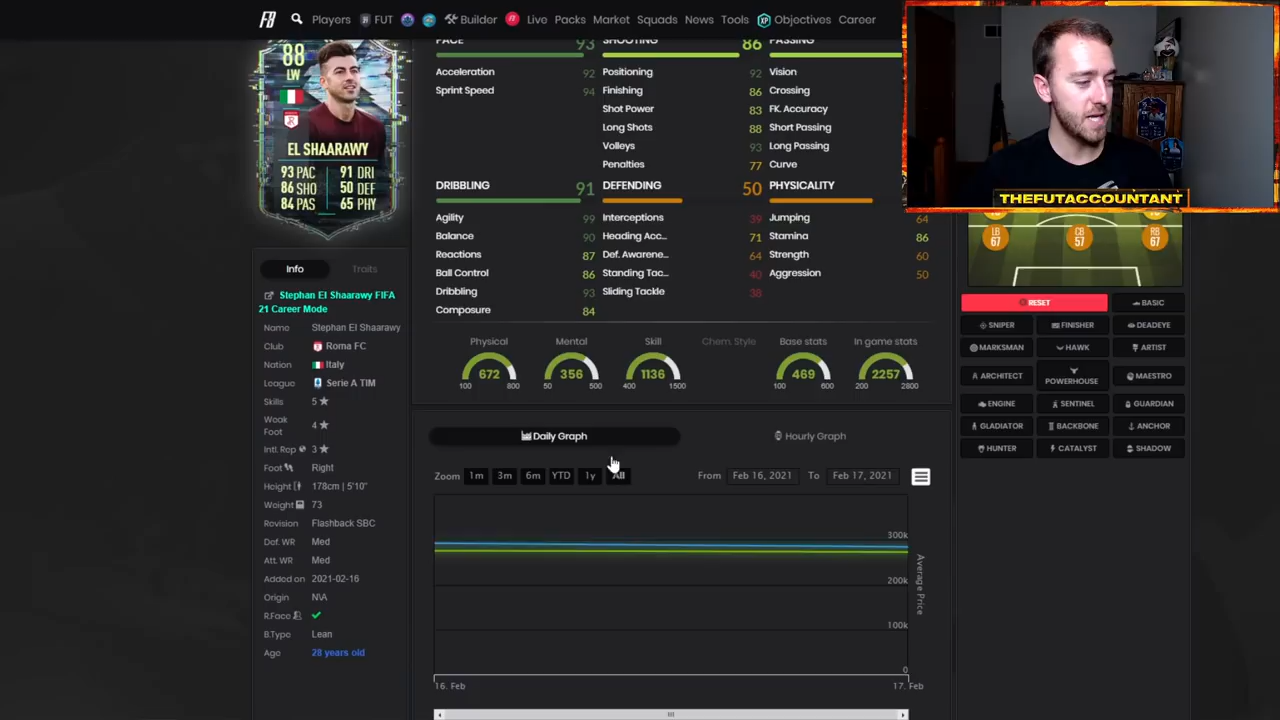 Players FUT Builder Live Packs Market Squads News Tools XP Objectives Career
88
LW
EL SHAARAWY
93 PAC 91 DRI
86 SHO 50 DEF
84 PAS 65 PHY
PACE 93 SHOOTING 86 PASSING
Acceleration 92 Positioning 92 Vision
Sprint Speed 94 Finishing 86 Crossing
Shot Power 83 FK. Accuracy
Long Shots 88 Short Passing
Volleys 93 Long Passing
Penalties 77 Curve
DRIBBLING 91 DEFENDING 50 PHYSICALITY
Agility 99 Interceptions 39 Jumping 64
Balance 90 Heading Acc... 71 Stamina 86
Reactions 87 Def. Awarene... 64 Strength 60
Ball Control 86 Standing Tac... 40 Aggression 50
Dribbling 93 Sliding Tackle 38
Composure 84
THEFUTACCOUNTANT
LB CB RB
67 57 67
RESET BASIC
SNIPER FINISHER DEADEYE
MARKSMAN HAWK ARTIST
ARCHITECT POWERHOUSE MAESTRO
ENGINE SENTINEL GUARDIAN
GLADIATOR BACKBONE ANCHOR
HUNTER CATALYST SHADOW
Info Traits
Stephan El Shaarawy FIFA
21 Career Mode
Name Stephan El Shaarawy
Club Roma FC
Nation Italy
League Serie A TIM
Skills 5
Weak Foot 4
Intl. Rep 3
Foot Right
Height 178cm | 5'10"
Weight 73
Revision Flashback SBC
Def. WR Med
Att. WR Med
Added on 2021-02-16
Origin N\A
R.Face
B.Type Lean
Age 28 years old
Physical Mental Skill Chem. Style Base stats In game stats
672 356 1136 469 2257
100 800 50 500 400 1500 100 600 200 2800
Daily Graph Hourly Graph
Zoom 1m 3m 6m YTD 1y All From Feb 16, 2021 To Feb 17, 2021
300k
200k
100k
0
Average Price
16. Feb 17. Feb